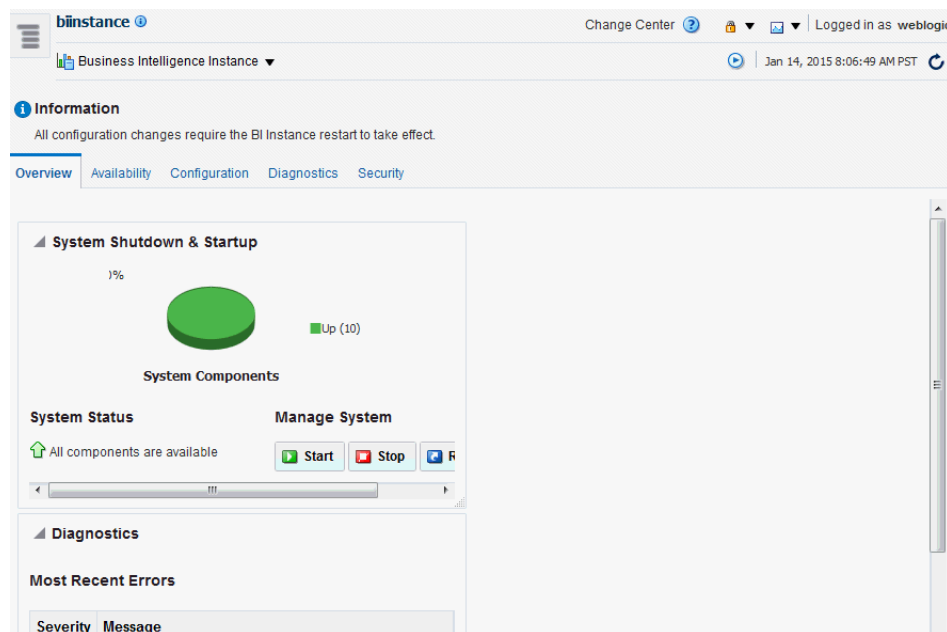 biinstance
Change Center
Logged in as weblogic
Business Intelligence Instance
Jan 14, 2015 8:06:49 AM PST
Information
All configuration changes require the BI Instance restart to take effect.
Overview Availability Configuration Diagnostics Security
System Shutdown & Startup
%
Up (10)
System Components
System Status Manage System
All components are available Start Stop R
Diagnostics
Most Recent Errors
Severity Message